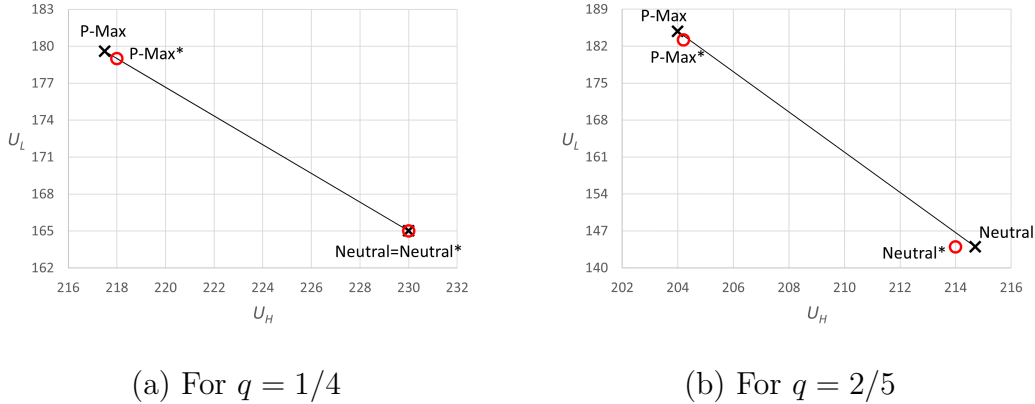 183
180
177
174
171
168
165
162
U_L
P-Max
P-Max*
Neutral=Neutral*
216 218 220 222 224 226 228 230 232
U_H
(a) For q = 1/4
189
182
175
168
161
154
147
140
U_L
P-Max
P-Max*
Neutral
Neutral*
202 204 206 208 210 212 214 216
U_H
(b) For q = 2/5